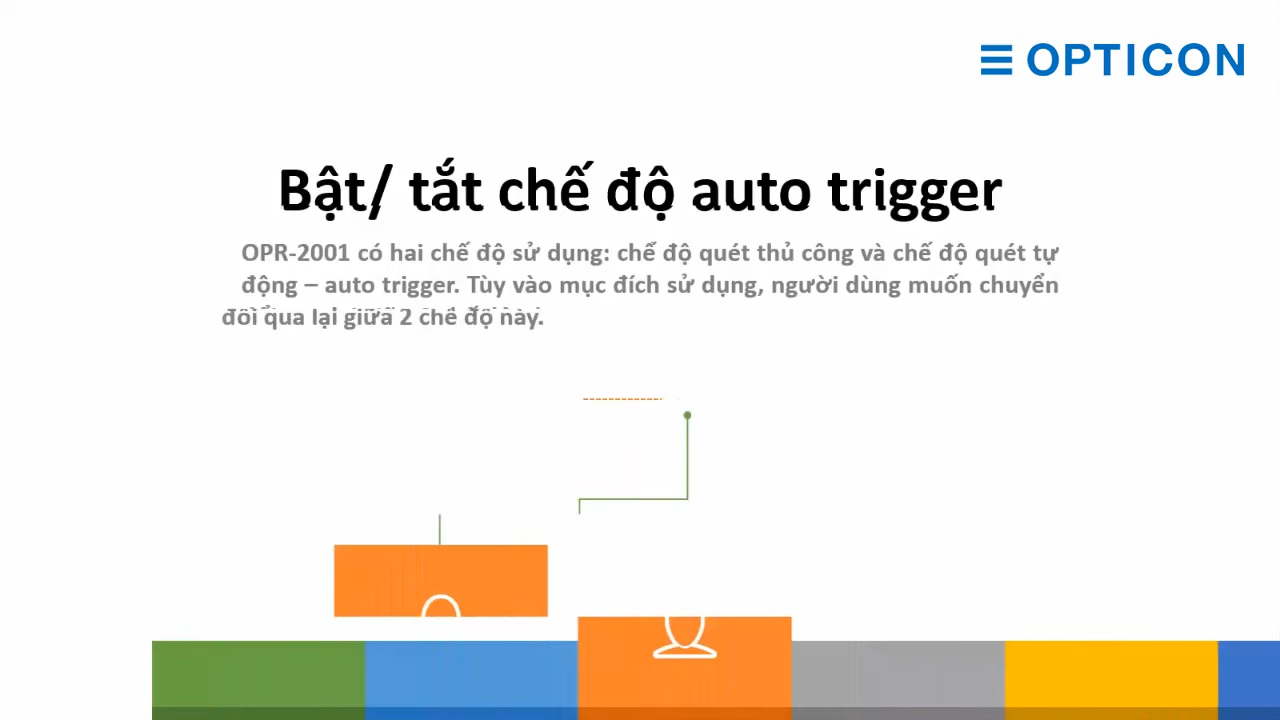 OPTICON
Bật/ tắt chế độ auto trigger
OPR-2001 có hai chế độ sử dụng: chế độ quét thủ công và chế độ quét tự
động – auto trigger. Tùy vào mục đích sử dụng, người dùng muốn chuyển
đổi qua lại giữa 2 chế độ này.